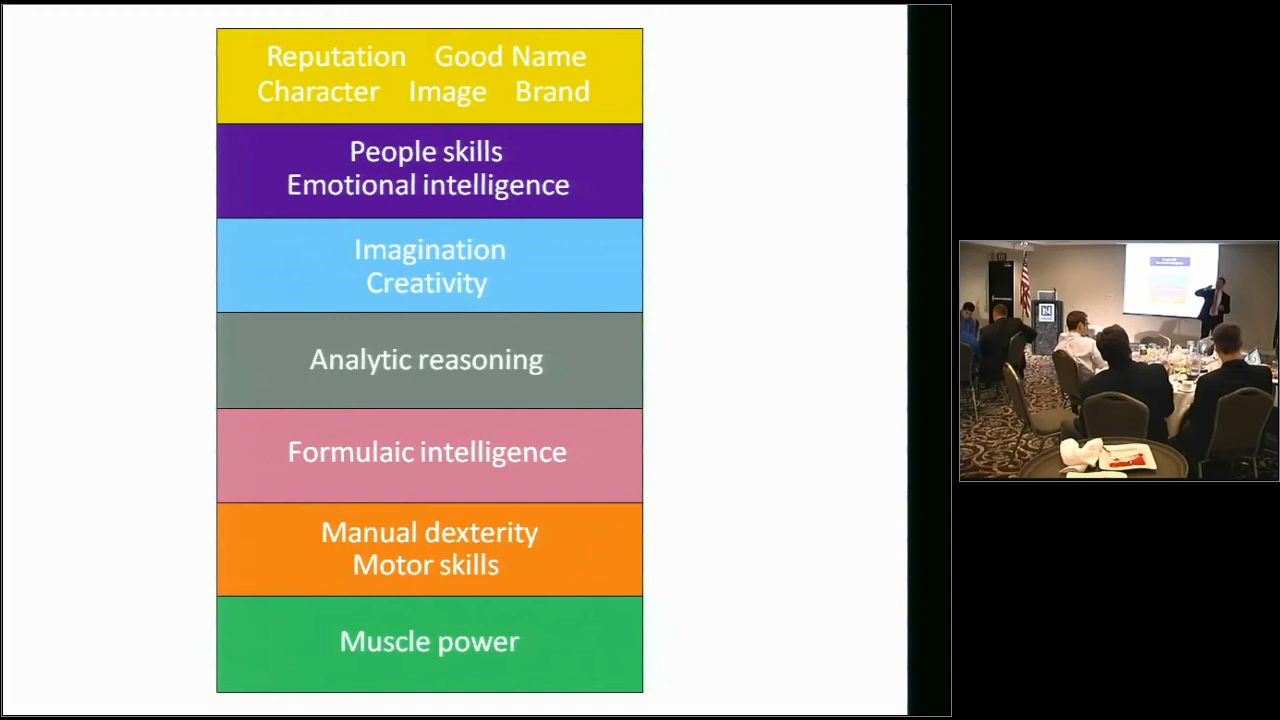 Reputation Good Name
Character Image Brand
People skills
Emotional intelligence
Imagination
Creativity
Analytic reasoning
Formulaic intelligence
Manual dexterity
Motor skills
Muscle power
N